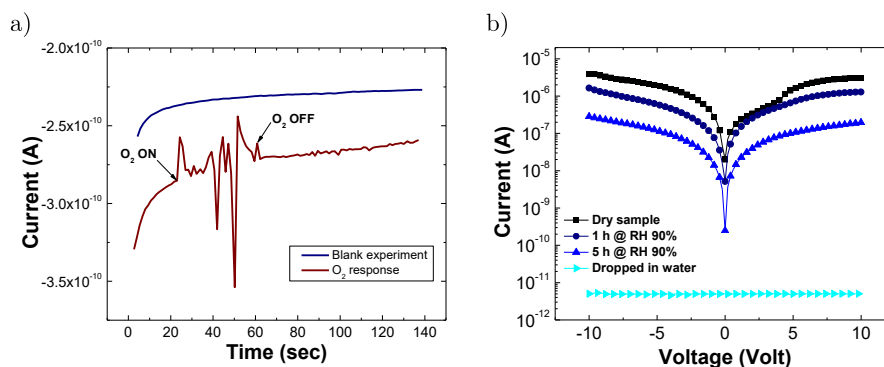 a)
-2.0x10⁻¹⁰
-2.5x10⁻¹⁰
-3.0x10⁻¹⁰
-3.5x10⁻¹⁰
Current (A)
O₂ ON
O₂ OFF
Blank experiment
O₂ response
0 20 40 60 80 100 120 140
Time (sec)
b)
10⁻⁵
10⁻⁶
10⁻⁷
10⁻⁸
10⁻⁹
10⁻¹⁰
10⁻¹¹
10⁻¹²
Current (A)
Dry sample
1 h @ RH 90%
5 h @ RH 90%
Dropped in water
-10 -5 0 5 10
Voltage (Volt)